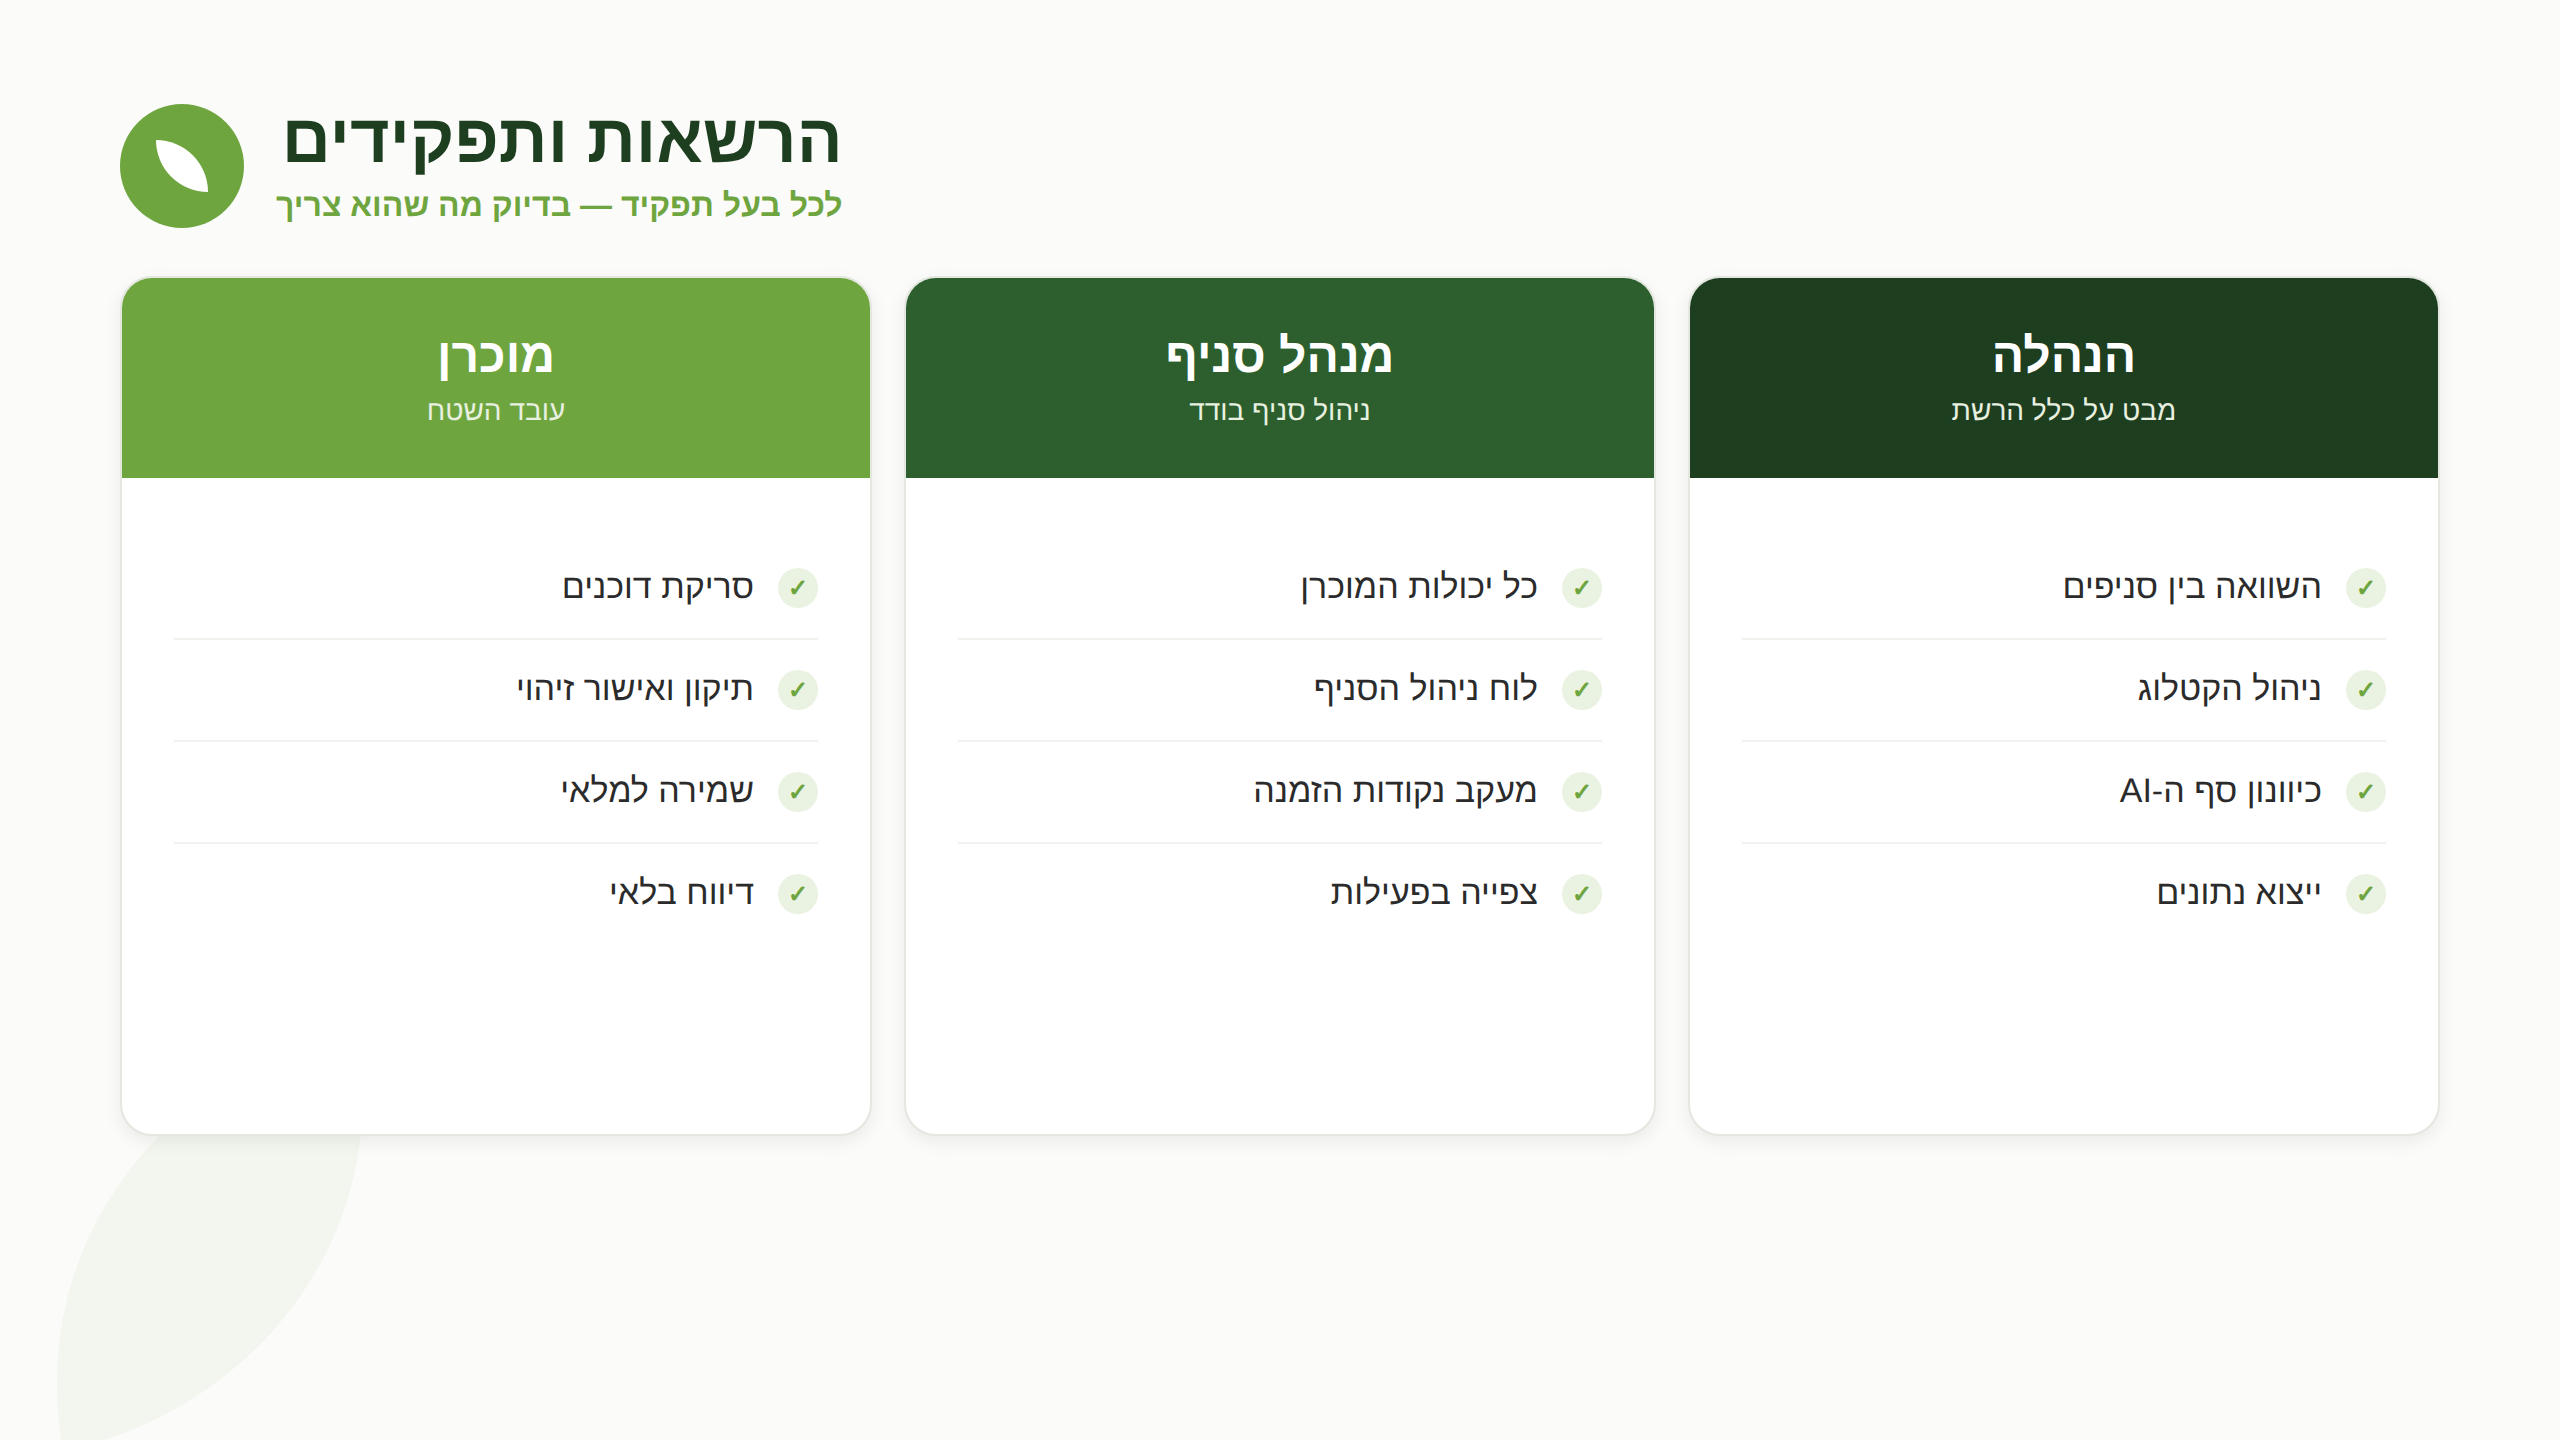 הרשאות ותפקידים
לכל בעל תפקיד — בדיוק מה שהוא צריך
הנהלה
מבט על כלל הרשת
✓ השוואה בין סניפים
✓ ניהול הקטלוג
✓ כיוונון סף ה-AI
✓ ייצוא נתונים
מנהל סניף
ניהול סניף בודד
✓ כל יכולות המוכרן
✓ לוח ניהול הסניף
✓ מעקב נקודות הזמנה
✓ צפייה בפעילות
מוכרן
עובד השטח
✓ סריקת דוכנים
✓ תיקון ואישור זיהוי
✓ שמירה למלאי
✓ דיווח בלאי